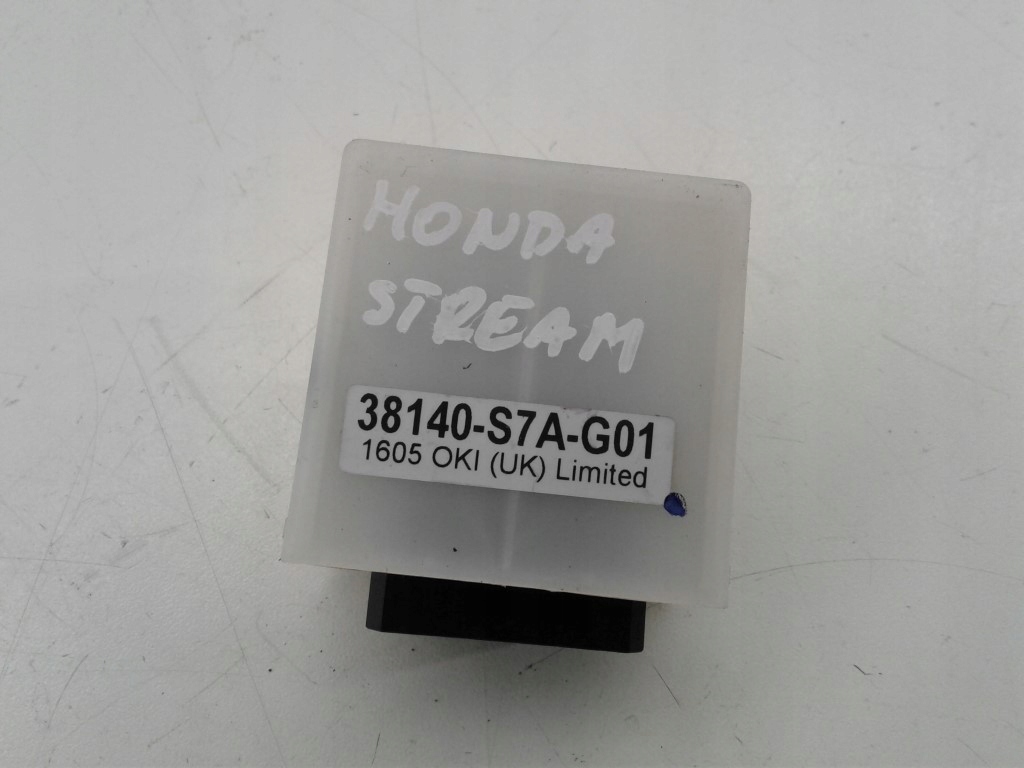 HONDA
STREAM
38140-S7A-G01
1605 OKI (UK) Limited